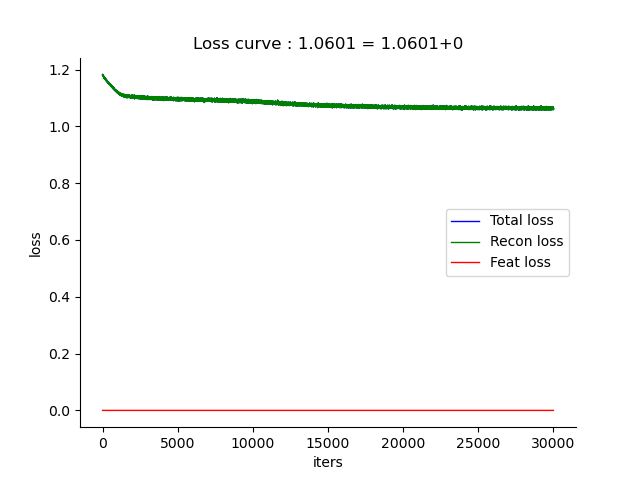 Loss curve : 1.0601 = 1.0601+0
1.2
1.0
0.8
0.6
0.4
0.2
0.0
loss
Total loss
Recon loss
Feat loss
0 5000 10000 15000 20000 25000 30000
iters